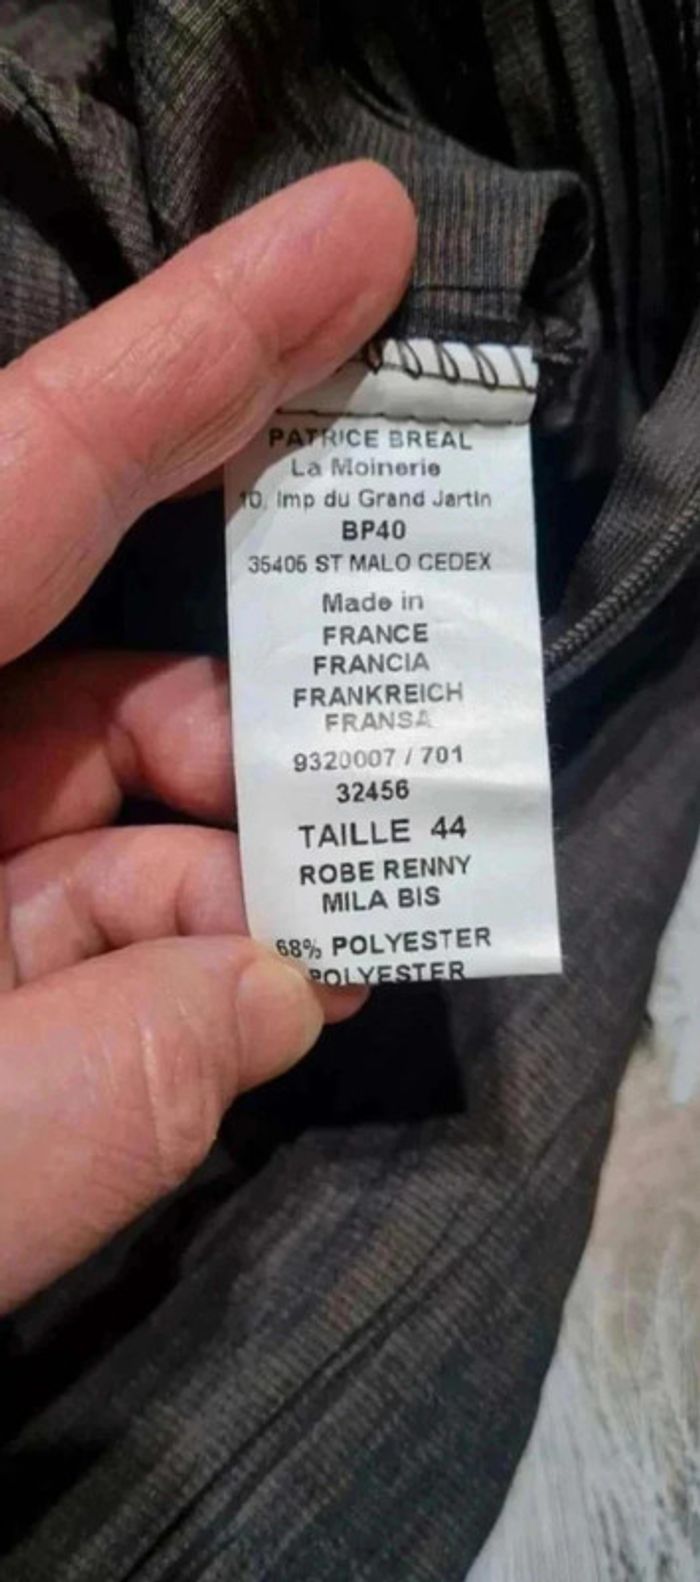 PATRICE BREAL
La Moinerie
10, Imp du Grand Jartin
BP40
35406 ST MALO CEDEX
Made in
FRANCE
FRANCIA
FRANKREICH
FRANSA
9320007 / 701
32456
TAILLE 44
ROBE RENNY
MILA BIS
68% POLYESTER
POLYESTER